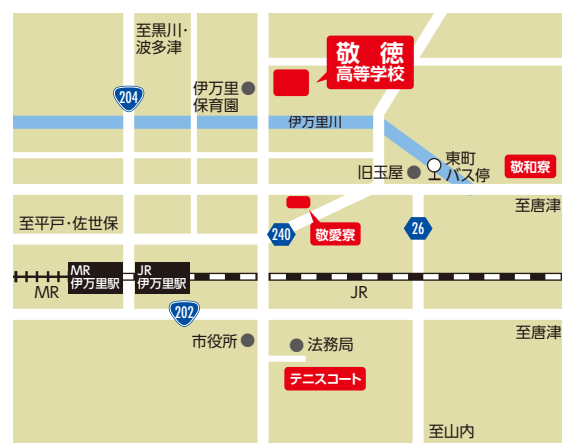 至黒川・
波多津
敬 徳
高等学校
204
伊万里
保育園
伊万里川
東町
バス停
旧玉屋
敬和寮
至唐津
至平戸・佐世保
240
敬愛寮
26
MR
伊万里駅
JR
伊万里駅
MR
JR
202
市役所
法務局
至唐津
テニスコート
至山内